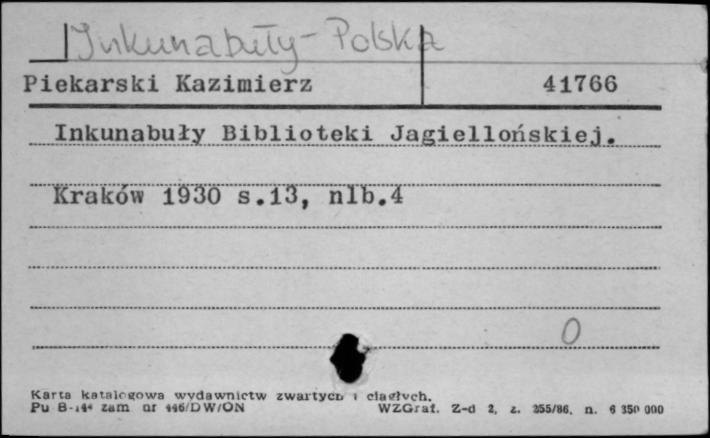 Inkunabuły - Polska
Piekarski Kazimierz 41766
Inkunabuły Biblioteki Jagiellońskiej.
Kraków 1930 s.13, nlb.4
0
Karta katalogowa wydawnictw zwartych i ciągłych.
Pu B-144 zam nr 446/DW/ON WZGraf. Z-d 2, z. 355/86, n. 6 350 000